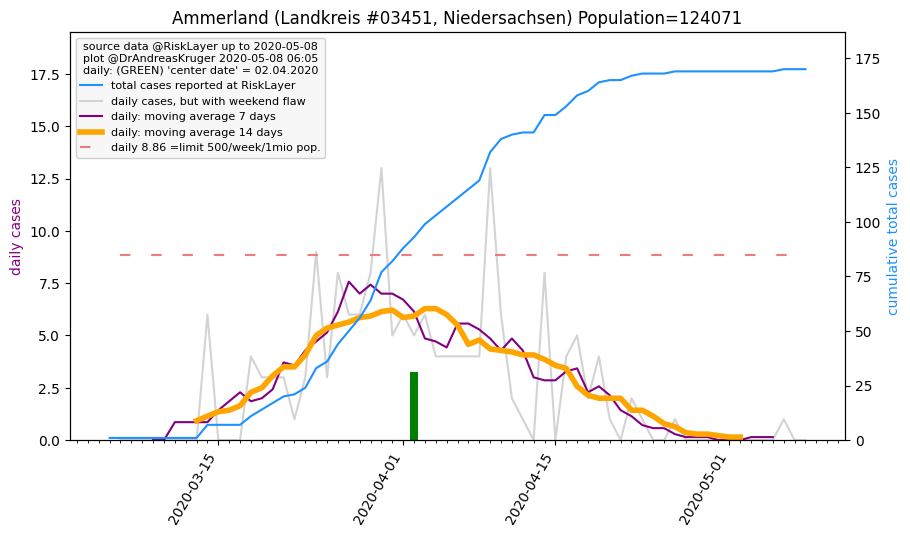 Ammerland (Landkreis #03451, Niedersachsen) Population=124071
source data @RiskLayer up to 2020-05-08
plot @DrAndreasKruger 2020-05-08 06:05
daily: (GREEN) 'center date' = 02.04.2020
total cases reported at RiskLayer
daily cases, but with weekend flaw
daily: moving average 7 days
daily: moving average 14 days
daily 8.86 =limit 500/week/1mio pop.
daily cases
17.5
15.0
12.5
10.0
7.5
5.0
2.5
0.0
175
150
125
100
75
50
25
0
cumulative total cases
2020-03-15
2020-04-01
2020-04-15
2020-05-01